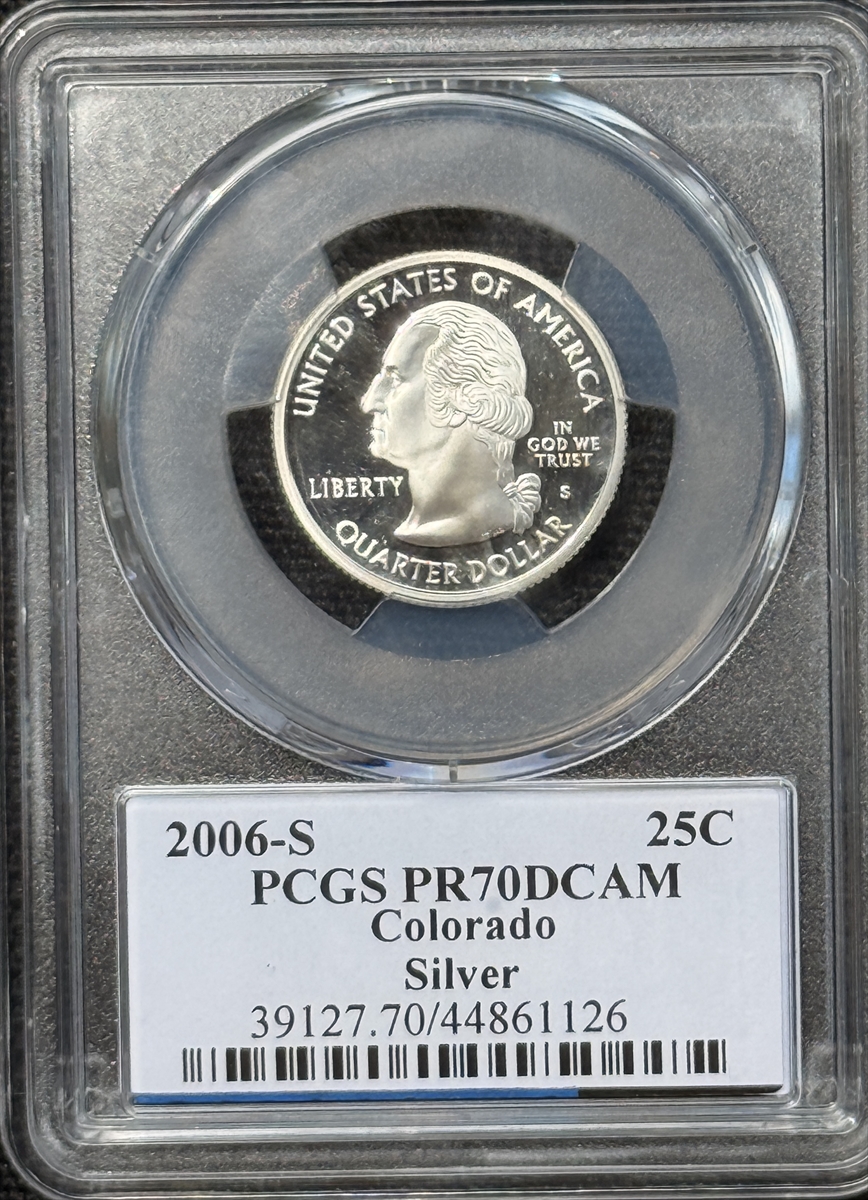 UNITED STATES OF AMERICA
IN
GOD WE
TRUST
LIBERTY
S
QUARTER DOLLAR
2006-S 25C
PCGS PR70DCAM
Colorado
Silver
39127.70/44861126